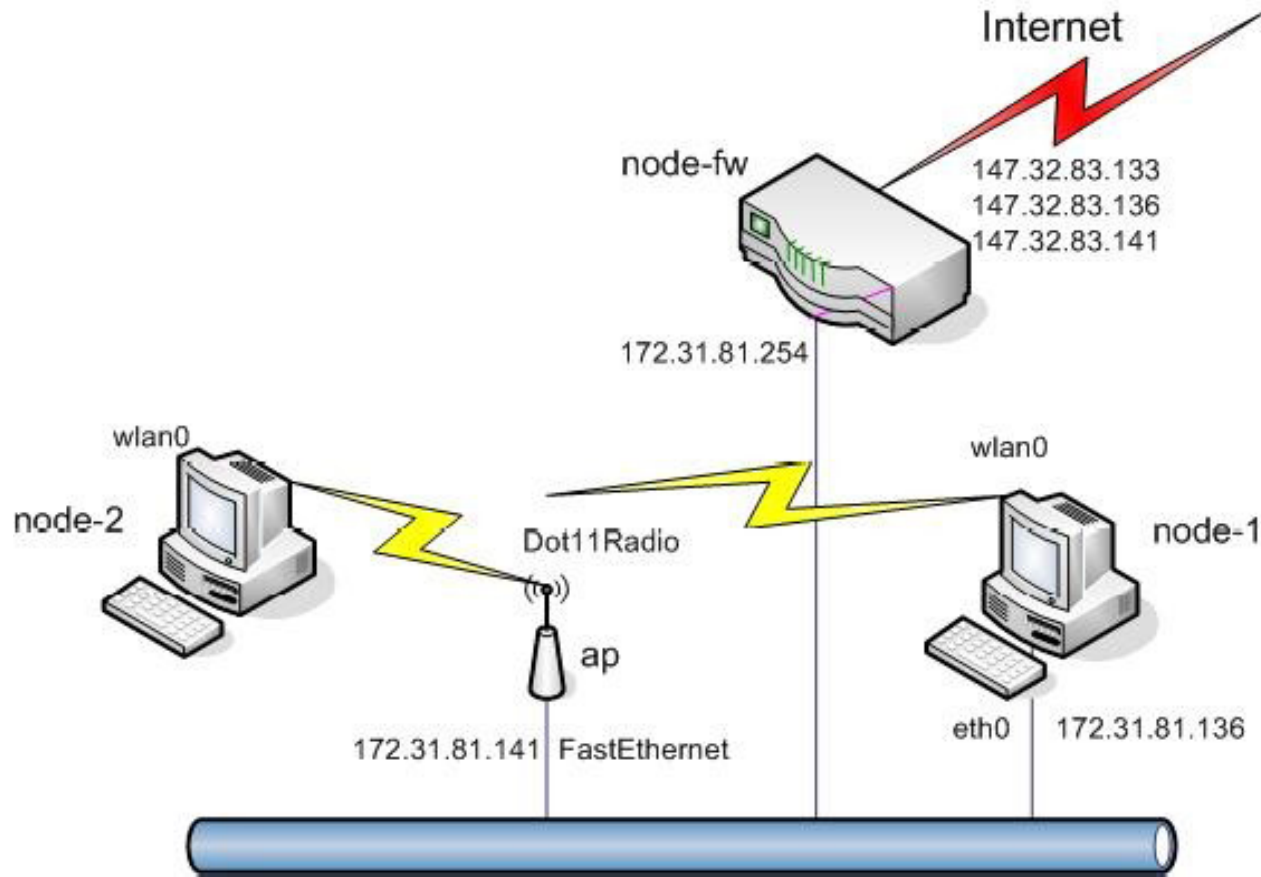 Internet
node-fw
147.32.83.133
147.32.83.136
147.32.83.141
172.31.81.254
wlan0
node-2
wlan0
node-1
Dot11Radio
ap
172.31.81.141 FastEthernet
eth0 172.31.81.136